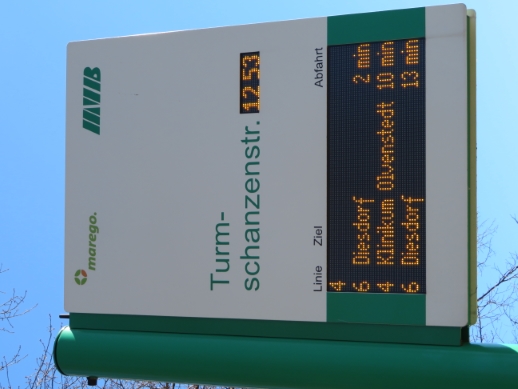 marego.
MVB
Turm-
schanzenstr. 12 53
Linie Ziel Abfahrt
4
6 Diesdorf 2 min
4 Klinikum Olvenstedt 10 min
6 Diesdorf 13 min